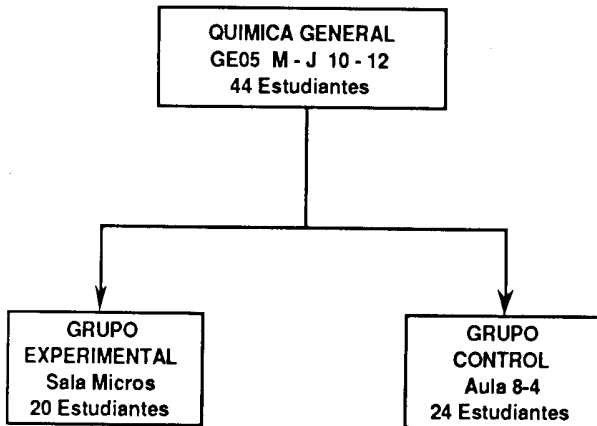 QUIMICA GENERAL
GE05 M - J 10 - 12
44 Estudiantes
GRUPO
EXPERIMENTAL
Sala Micros
20 Estudiantes
GRUPO
CONTROL
Aula 8-4
24 Estudiantes